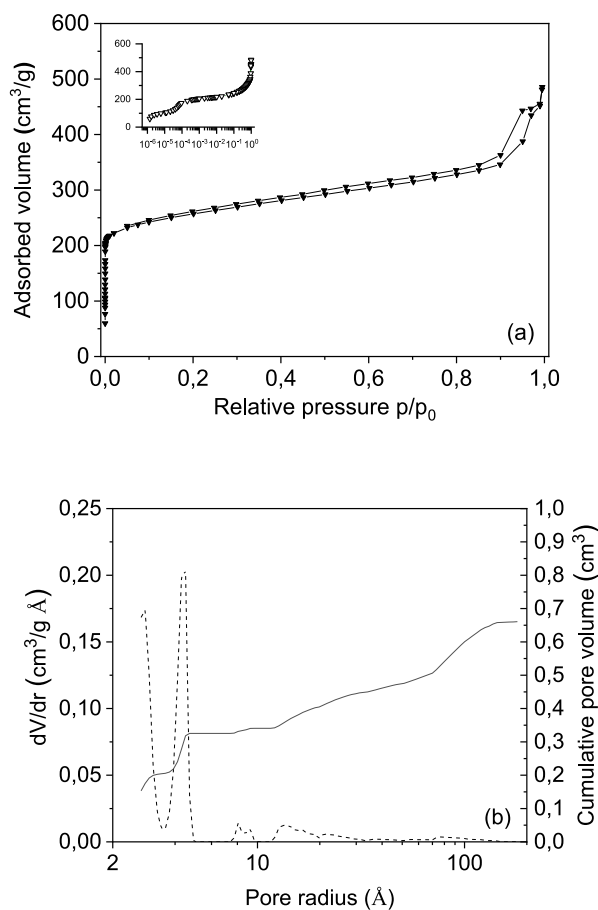 600
500
400
300
200
100
0
Adsorbed volume (cm³/g)
600
400
200
0
10⁻⁶ 10⁻⁵ 10⁻⁴ 10⁻³ 10⁻² 10⁻¹ 10⁰
(a)
0,0 0,2 0,4 0,6 0,8 1,0
Relative pressure p/p₀
0,25
0,20
0,15
0,10
0,05
0,00
dV/dr (cm³/g Å)
1,0
0,9
0,8
0,7
0,6
0,5
0,4
0,3
0,2
0,1
0,0
Cumulative pore volume (cm³)
(b)
2 10 100
Pore radius (Å)